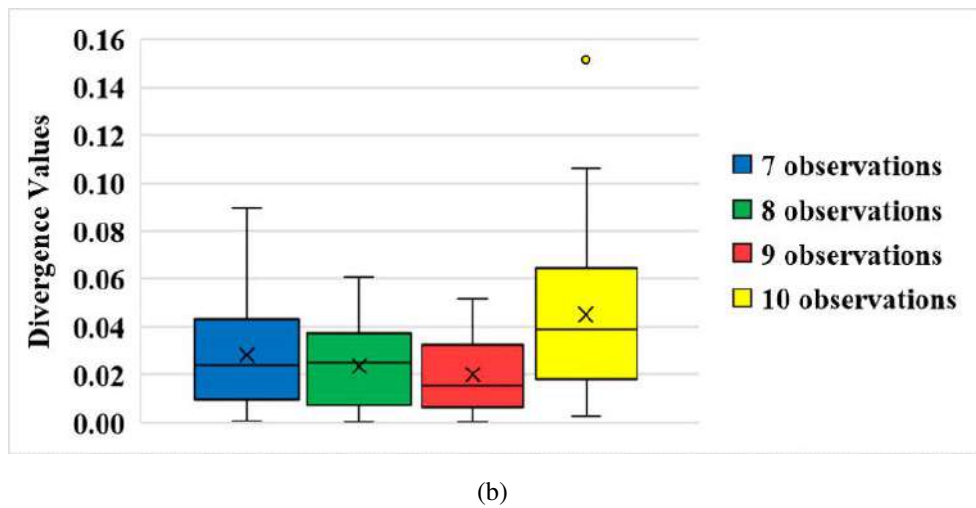 0.16
0.14
0.12
0.10
0.08
0.06
0.04
0.02
0.00
Divergence Values
7 observations
8 observations
9 observations
10 observations
(b)